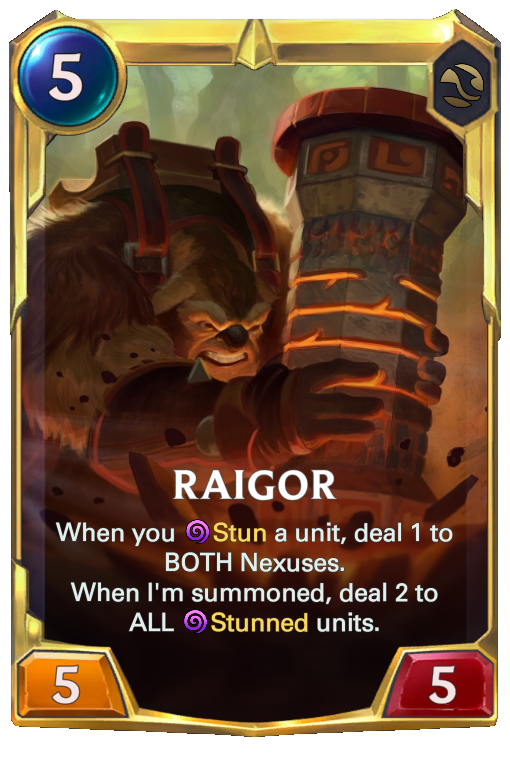 5
RAIGOR
When you Stun a unit, deal 1 to
BOTH Nexuses.
When I'm summoned, deal 2 to
ALL Stunned units.
5
5